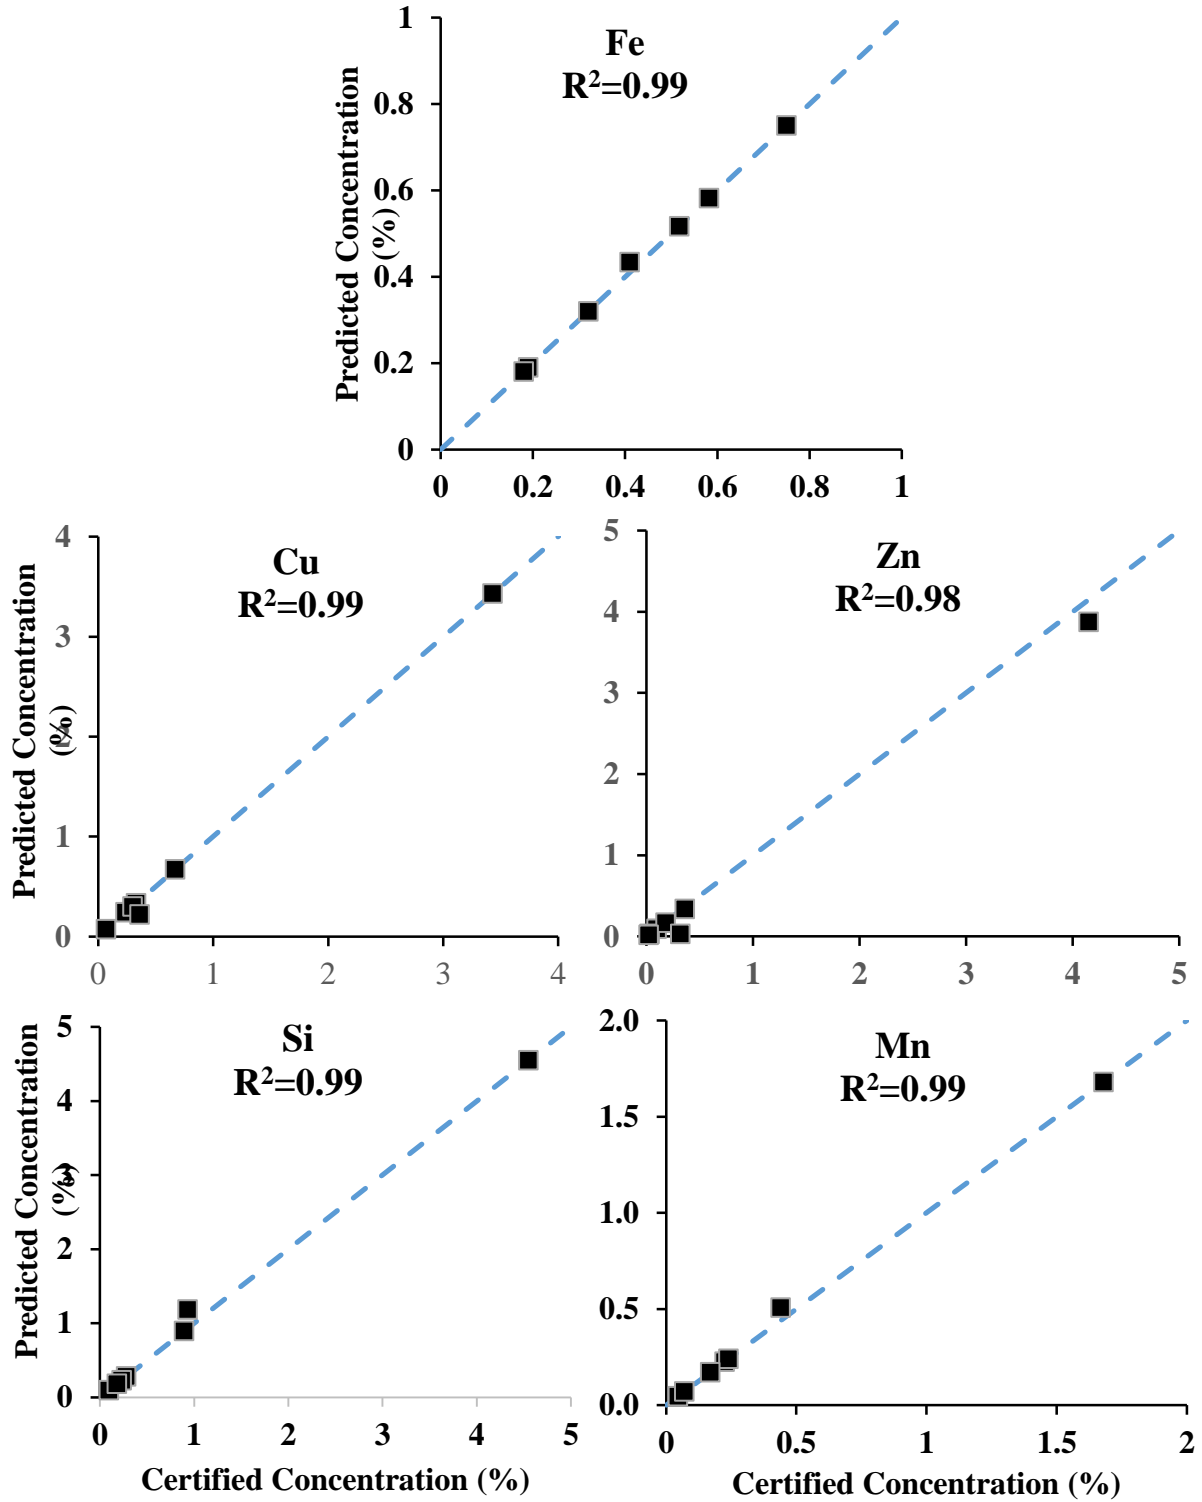 Fe
R²=0.99
Predicted Concentration
(%)
1
0.8
0.6
0.4
0.2
0
0 0.2 0.4 0.6 0.8 1
Cu
R²=0.99
Predicted Concentration
(%)
4
3
2
1
0
0 1 2 3 4
Zn
R²=0.98
5
4
3
2
1
0
0 1 2 3 4 5
Si
R²=0.99
Predicted Concentration
(%)
5
4
3
2
1
0
0 1 2 3 4 5
Certified Concentration (%)
Mn
R²=0.99
2.0
1.5
1.0
0.5
0.0
0 0.5 1 1.5 2
Certified Concentration (%)